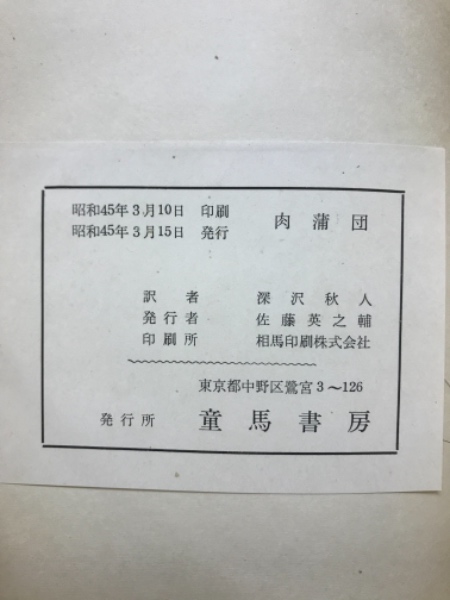 昭和45年3月10日 印刷
昭和45年3月15日 発行
肉蒲団
訳者 深沢秋人
発行者 佐藤英之輔
印刷所 相馬印刷株式会社
東京都中野区鷺宮3〜126
発行所 童馬書房